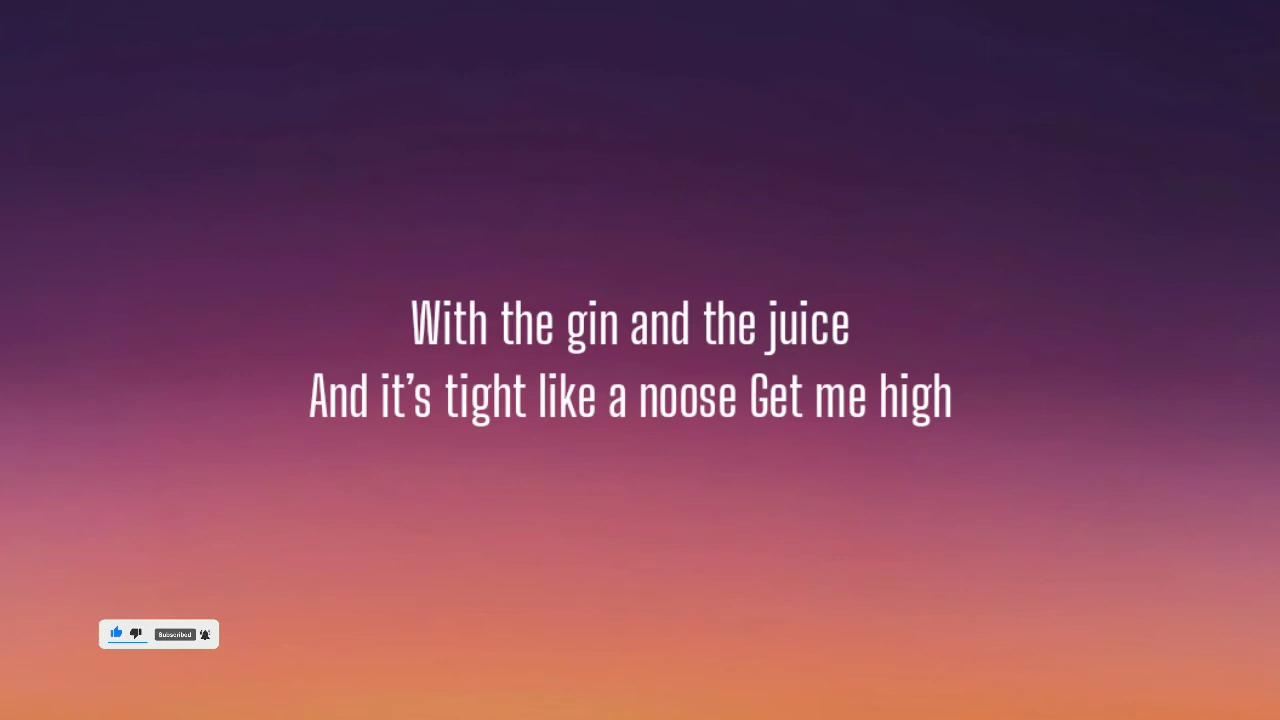 With the gin and the juice
And it’s tight like a noose Get me high
Subscribed